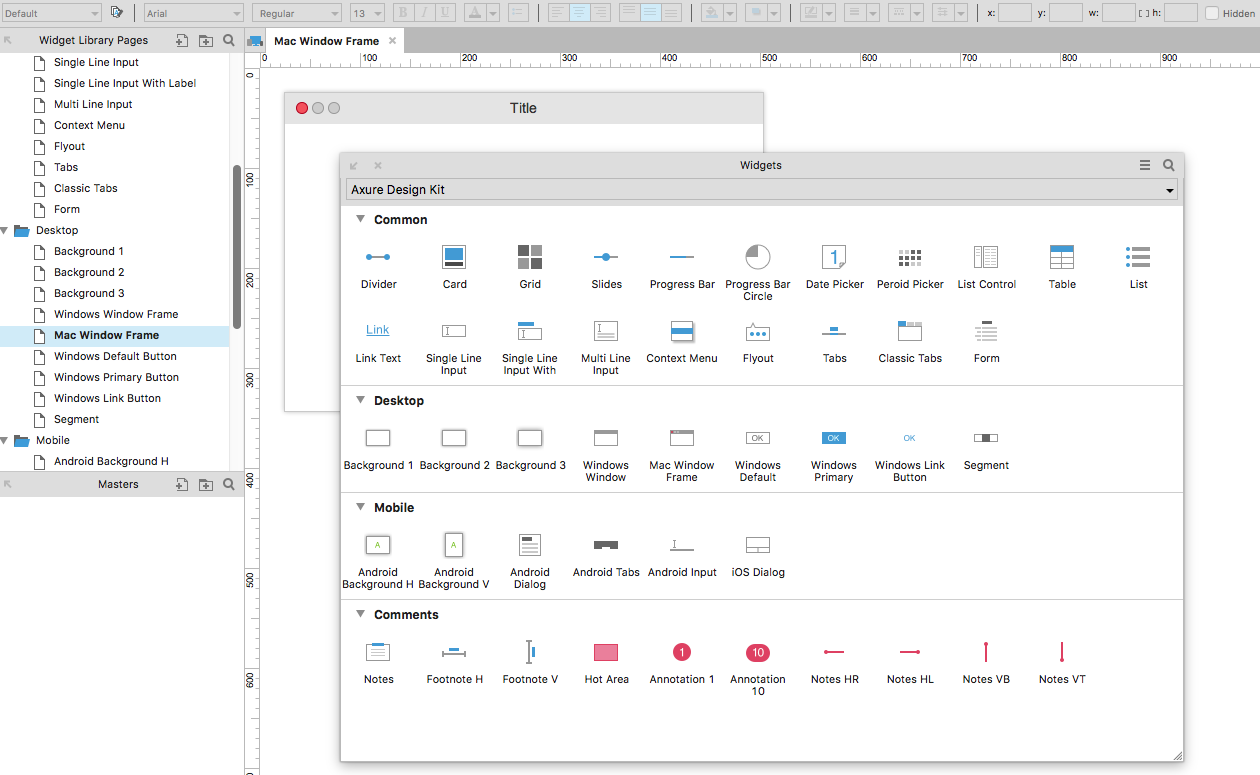 Default Arial Regular 13 B I U A x: y: w: h: Hidden
Widget Library Pages
Mac Window Frame
Single Line Input
Single Line Input With Label
Multi Line Input
Context Menu
Flyout
Tabs
Classic Tabs
Form
Desktop
Background 1
Background 2
Background 3
Windows Window Frame
Mac Window Frame
Windows Default Button
Windows Primary Button
Windows Link Button
Segment
Mobile
Android Background H
Masters
0 100 200 300 400 500 600 700 800 900
0
100
200
300
400
500
600
Title
Widgets
Axure Design Kit
Common
1
Divider Card Grid Slides Progress Bar Progress Bar Date Picker Peroid Picker List Control Table List
Circle
Link
Link Text Single Line Single Line Multi Line Context Menu Flyout Tabs Classic Tabs Form
Input Input With Input
Desktop
OK OK OK
Background 1 Background 2 Background 3 Windows Mac Window Windows Windows Windows Link Segment
Window Frame Default Primary Button
Mobile
A A
Android Android Android Android Tabs Android Input iOS Dialog
Background H Background V Dialog
Comments
1 10
Notes Footnote H Footnote V Hot Area Annotation 1 Annotation Notes HR Notes HL Notes VB Notes VT
10